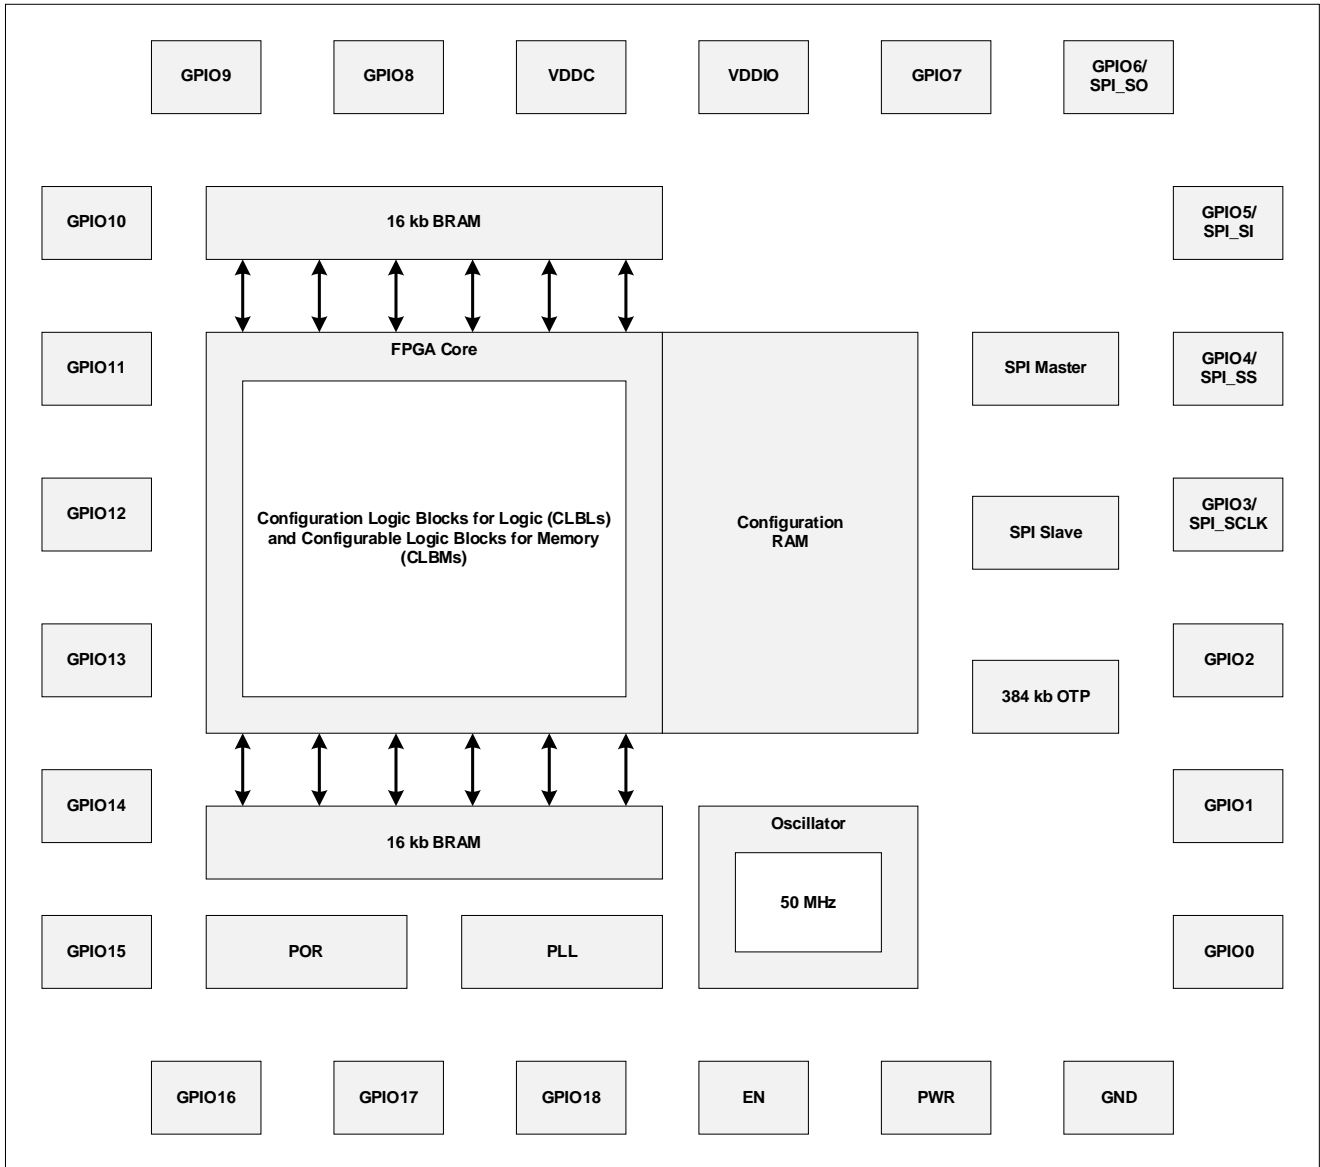 GPIO9
GPIO8
VDDC
VDDIO
GPIO7
GPIO6/
SPI_SO
GPIO10
16 kb BRAM
GPIO5/
SPI_SI
GPIO11
FPGA Core
SPI Master
GPIO4/
SPI_SS
GPIO12
Configuration Logic Blocks for Logic (CLBLs)
and Configurable Logic Blocks for Memory
(CLBMs)
Configuration
RAM
SPI Slave
GPIO3/
SPI_SCLK
GPIO13
384 kb OTP
GPIO2
GPIO14
16 kb BRAM
Oscillator
50 MHz
GPIO1
GPIO15
POR
PLL
GPIO0
GPIO16
GPIO17
GPIO18
EN
PWR
GND